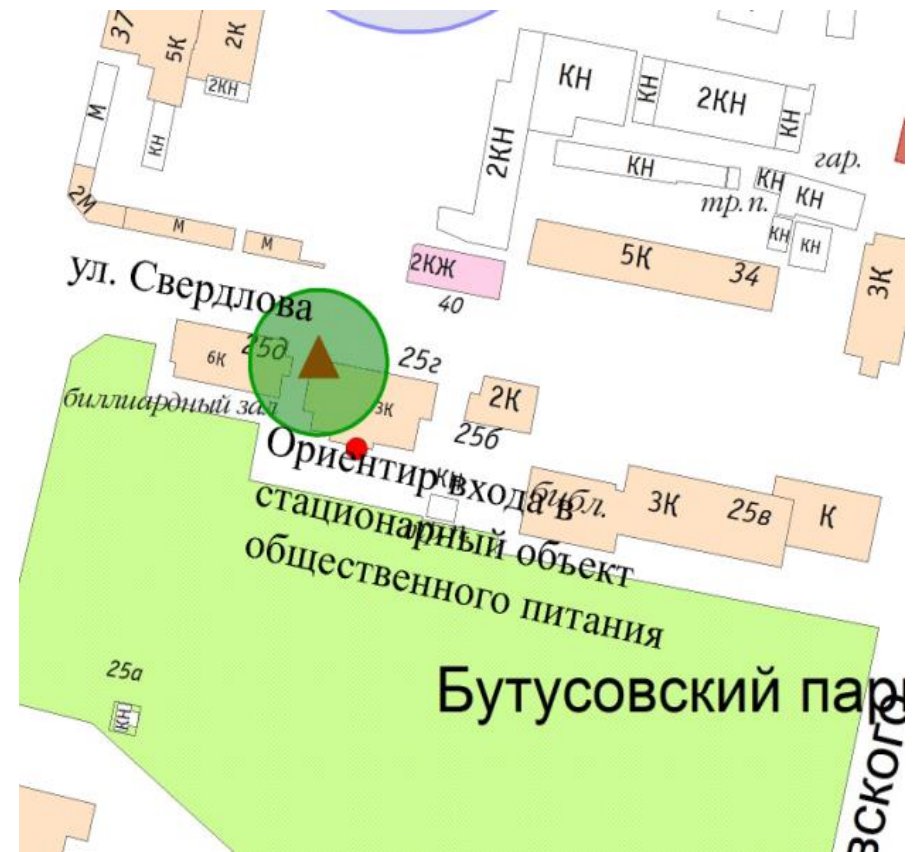 37
5К
2К
2КН
М
КН
2М
М
М
КН
КН
2КН
КН
2КН
КН
гар.
КН
КН
тр.п.
КН
КН
5К
34
3К
2КЖ
40
ул. Свердлова
6К
25д
25г
3К
биллиардный зал
2К
25б
Ориентир входа в
стационарный объект
общественного питания
КН
библ.
3К
25в
К
25а
КН
Бутусовский пар
вского